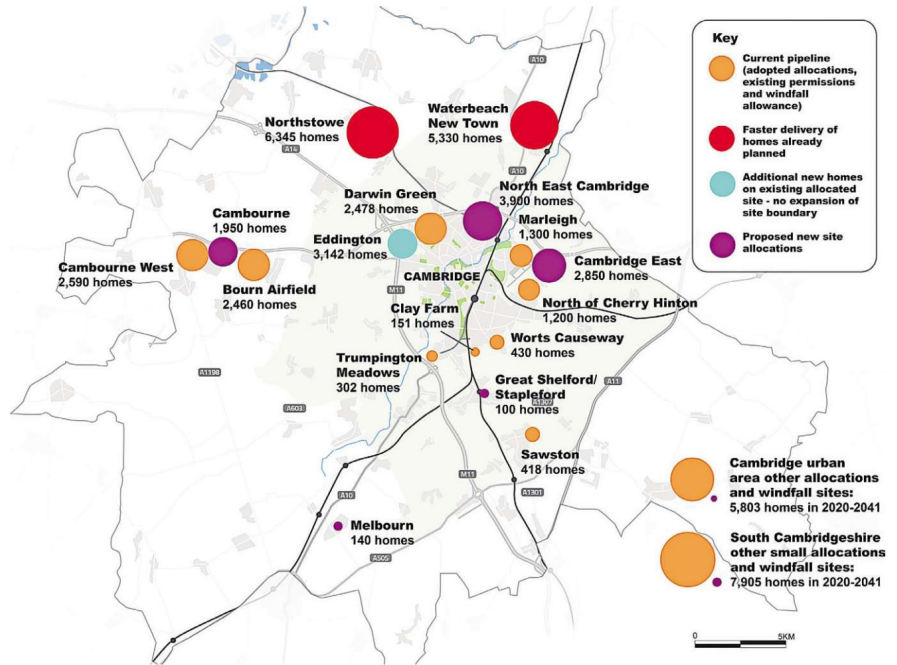 Key
Current pipeline
(adopted allocations,
existing permissions
and windfall
allowance)
Faster delivery of
homes already
planned
Additional new homes
on existing allocated
site - no expansion of
site boundary
Proposed new site
allocations
A10
Northstowe
6,345 homes
A14
Waterbeach
New Town
5,330 homes
A10
Darwin Green
2,478 homes
North East Cambridge
3,900 homes
Marleigh
1,300 homes
Cambourne
1,950 homes
Eddington
3,142 homes
Cambourne West
2,590 homes
Bourn Airfield
2,460 homes
CAMBRIDGE
Cambridge East
2,850 homes
M11
North of Cherry Hinton
1,200 homes
Clay Farm
151 homes
Worts Causeway
430 homes
Trumpington
Meadows
302 homes
A1198
Great Shelford/
Stapleford
100 homes
A11
A1307
A603
Sawston
418 homes
M11
A1301
A10
Melbourn
140 homes
A505
Cambridge urban
area other allocations
and windfall sites:
5,803 homes in 2020-2041
South Cambridgeshire
other small allocations
and windfall sites:
7,905 homes in 2020-2041
0 5KM